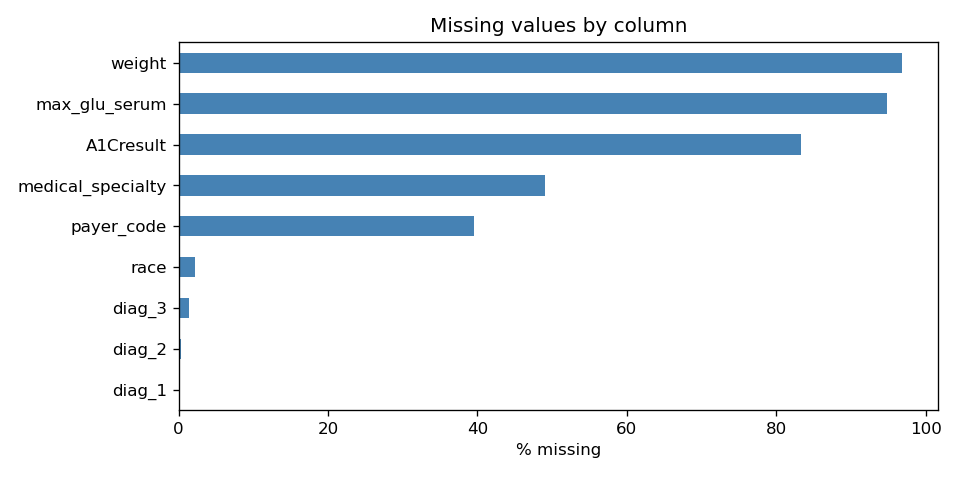 Missing values by column
weight
max_glu_serum
A1Cresult
medical_specialty
payer_code
race
diag_3
diag_2
diag_1
0 20 40 60 80 100
% missing